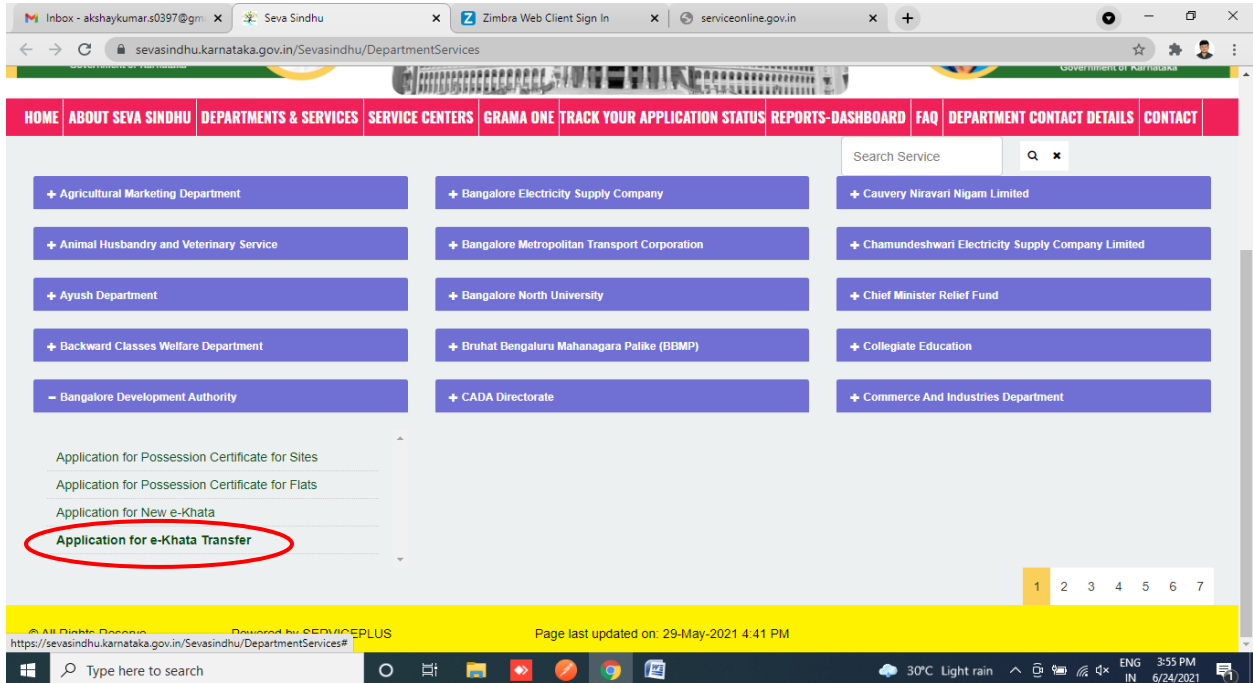 Inbox - akshaykumar.s0397@gm
Seva Sindhu
Zimbra Web Client Sign In
serviceonline.gov.in
sevasindhu.karnataka.gov.in/Sevasindhu/DepartmentServices
Government of Karnataka
HOME ABOUT SEVA SINDHU DEPARTMENTS & SERVICES SERVICE CENTERS GRAMA ONE TRACK YOUR APPLICATION STATUS REPORTS-DASHBOARD FAQ DEPARTMENT CONTACT DETAILS CONTACT
Search Service
+ Agricultural Marketing Department
+ Bangalore Electricity Supply Company
+ Cauvery Niravari Nigam Limited
+ Animal Husbandry and Veterinary Service
+ Bangalore Metropolitan Transport Corporation
+ Chamundeshwari Electricity Supply Company Limited
+ Ayush Department
+ Bangalore North University
+ Chief Minister Relief Fund
+ Backward Classes Welfare Department
+ Bruhat Bengaluru Mahanagara Palike (BBMP)
+ Collegiate Education
− Bangalore Development Authority
+ CADA Directorate
+ Commerce And Industries Department
Application for Possession Certificate for Sites
Application for Possession Certificate for Flats
Application for New e-Khata
Application for e-Khata Transfer
1 2 3 4 5 6 7
© All Rights Reserve
Powered by SERVICEPLUS
Page last updated on: 29-May-2021 4:41 PM
https://sevasindhu.karnataka.gov.in/Sevasindhu/DepartmentServices#
Type here to search
30°C Light rain
ENG
IN
3:55 PM
6/24/2021
1